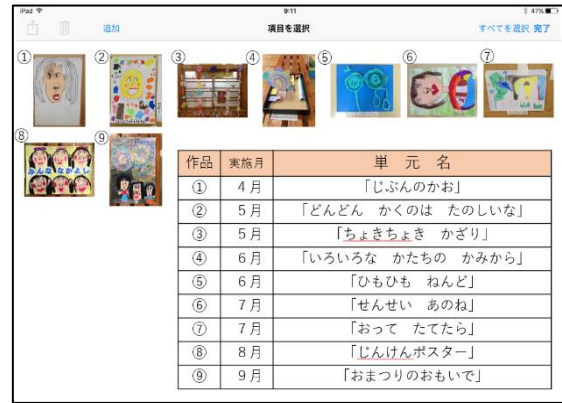 iPad 9:11 47%
追加 項目を選択 すべてを選択 完了
① ② ③ ④ ⑤ ⑥ ⑦
⑧ ⑨
みんな なかよし
作品 実施月 単元名
① 4月 「じぶんのかお」
② 5月 「どんどん かくのは たのしいな」
③ 5月 「ちょきちょき かざり」
④ 6月 「いろいろな かたちの かみから」
⑤ 6月 「ひもひも ねんど」
⑥ 7月 「せんせい あのね」
⑦ 7月 「おって たてたら」
⑧ 8月 「じんけんポスター」
⑨ 9月 「おまつりのおもいで」